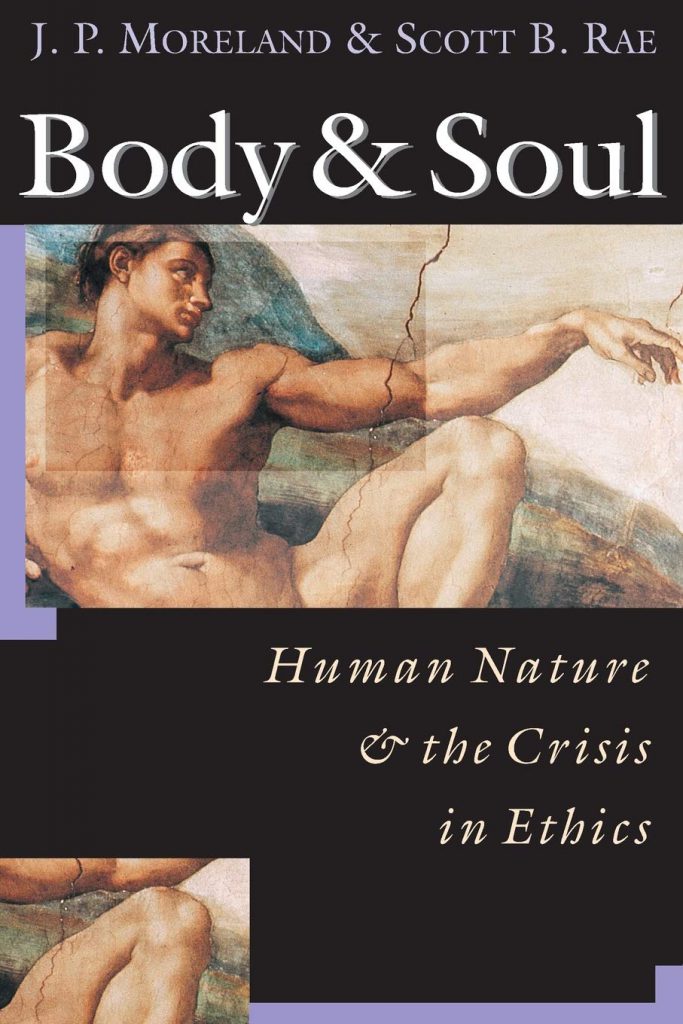 J. P. Moreland & Scott B. Rae
Body & Soul
Human Nature
& the Crisis
in Ethics